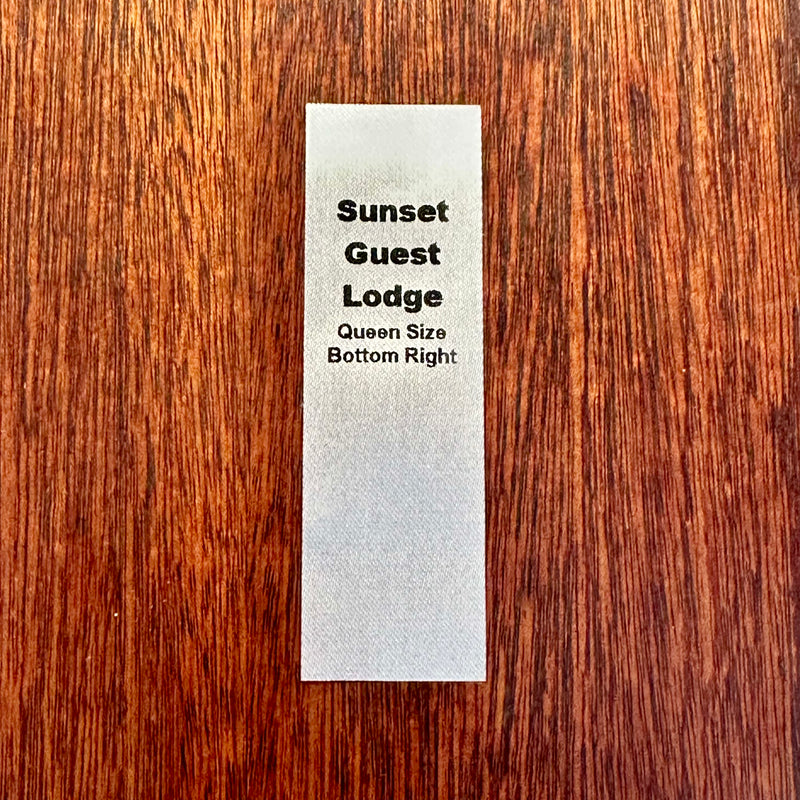 Sunset
Guest
Lodge
Queen Size
Bottom Right